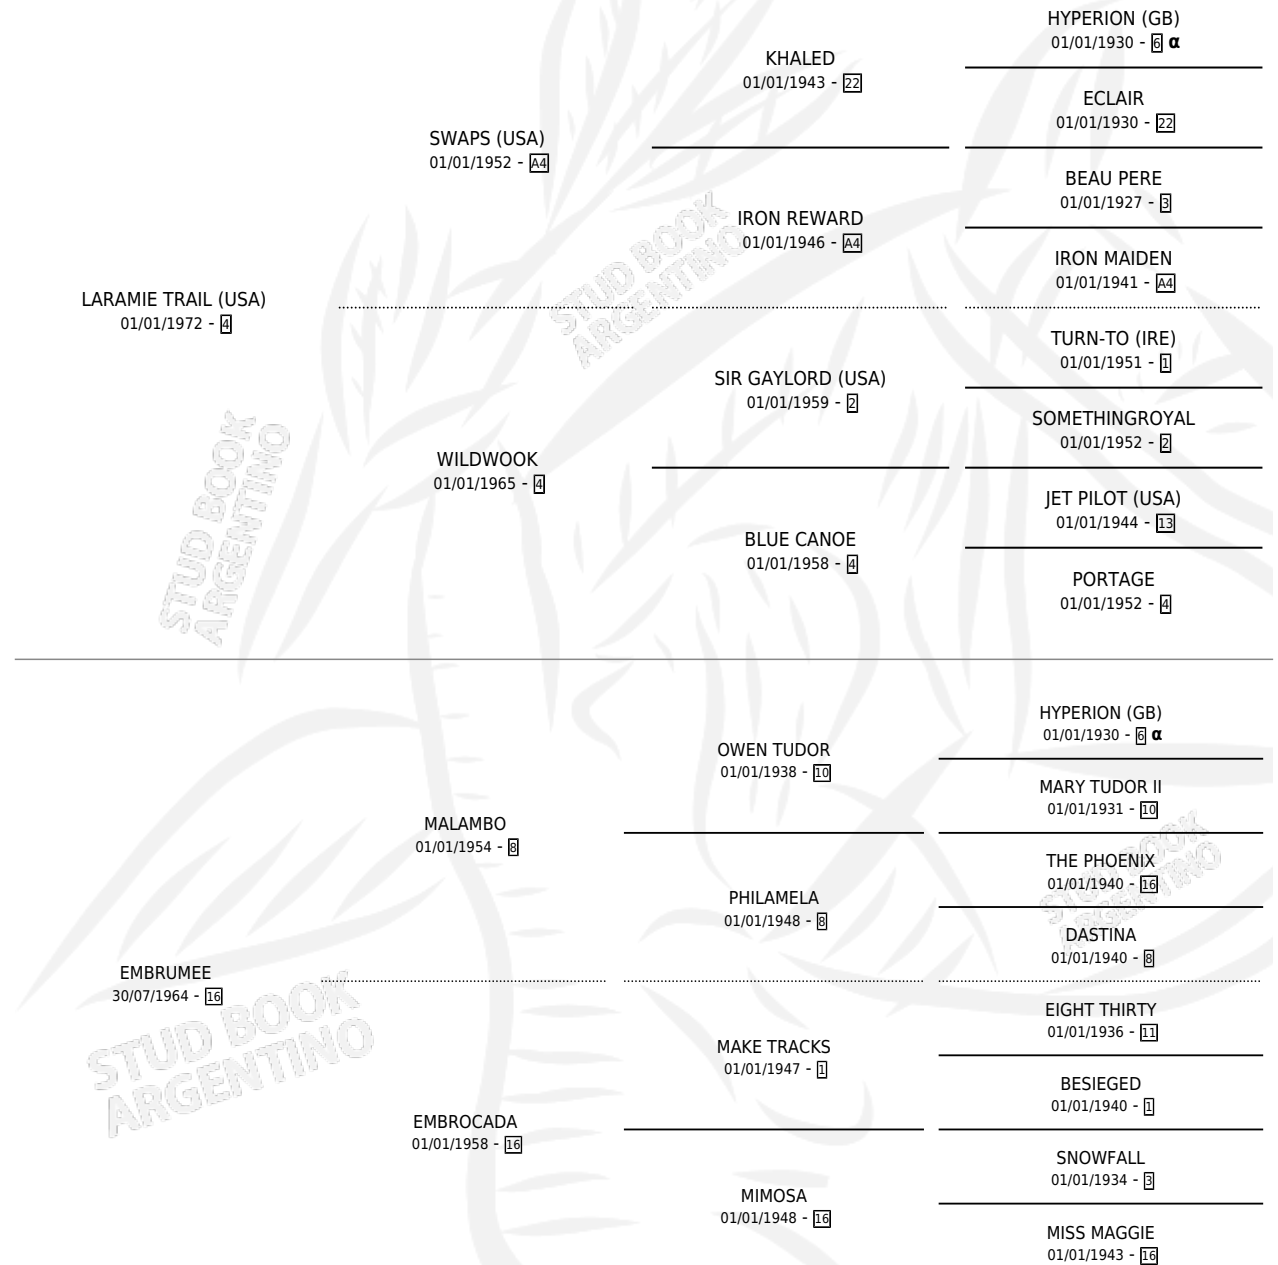 HYPERION (GB)
01/01/1930 - 6 α
KHALED
01/01/1943 - 22
ECLAIR
01/01/1930 - 22
SWAPS (USA)
01/01/1952 - A4
BEAU PERE
01/01/1927 - 3
IRON REWARD
01/01/1946 - A4
IRON MAIDEN
01/01/1941 - A4
LARAMIE TRAIL (USA)
01/01/1972 - 4
TURN-TO (IRE)
01/01/1951 - 1
SIR GAYLORD (USA)
01/01/1959 - 2
SOMETHINGROYAL
01/01/1952 - 2
WILDWOOK
01/01/1965 - 4
JET PILOT (USA)
01/01/1944 - 13
BLUE CANOE
01/01/1958 - 4
PORTAGE
01/01/1952 - 4
HYPERION (GB)
01/01/1930 - 6 α
OWEN TUDOR
01/01/1938 - 10
MARY TUDOR II
01/01/1931 - 10
MALAMBO
01/01/1954 - 8
THE PHOENIX
01/01/1940 - 16
PHILAMELA
01/01/1948 - 8
DASTINA
01/01/1940 - 8
EMBRUMEE
30/07/1964 - 16
EIGHT THIRTY
01/01/1936 - 11
MAKE TRACKS
01/01/1947 - 1
BESIEGED
01/01/1940 - 1
EMBROCADA
01/01/1958 - 16
SNOWFALL
01/01/1934 - 3
MIMOSA
01/01/1948 - 16
MISS MAGGIE
01/01/1943 - 16
STUD BOOK
ARGENTINO
STUD BOOK
ARGENTINO
STUD BOOK
ARGENTINO
STUD BOOK
ARGENTINO